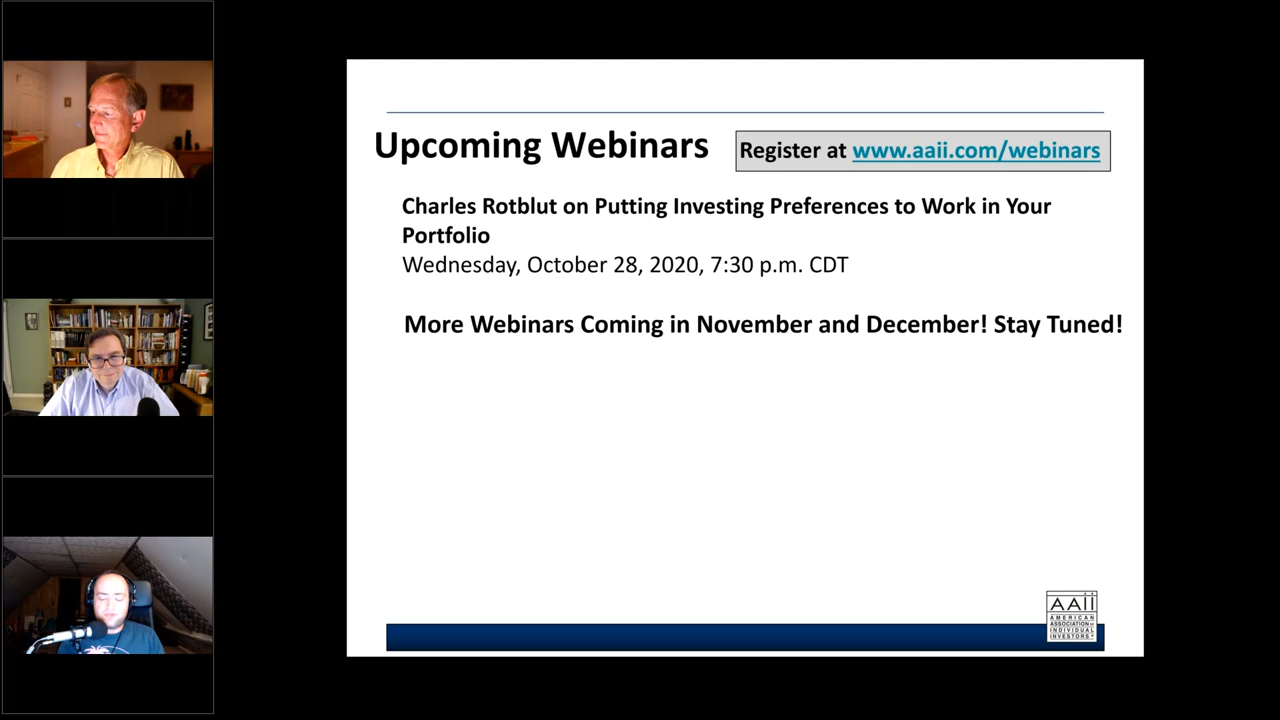 Upcoming Webinars
Register at www.aaii.com/webinars
Charles Rotblut on Putting Investing Preferences to Work in Your
Portfolio
Wednesday, October 28, 2020, 7:30 p.m. CDT
More Webinars Coming in November and December! Stay Tuned!
AAii
AMERICAN
ASSOCIATION OF
INDIVIDUAL
INVESTORS